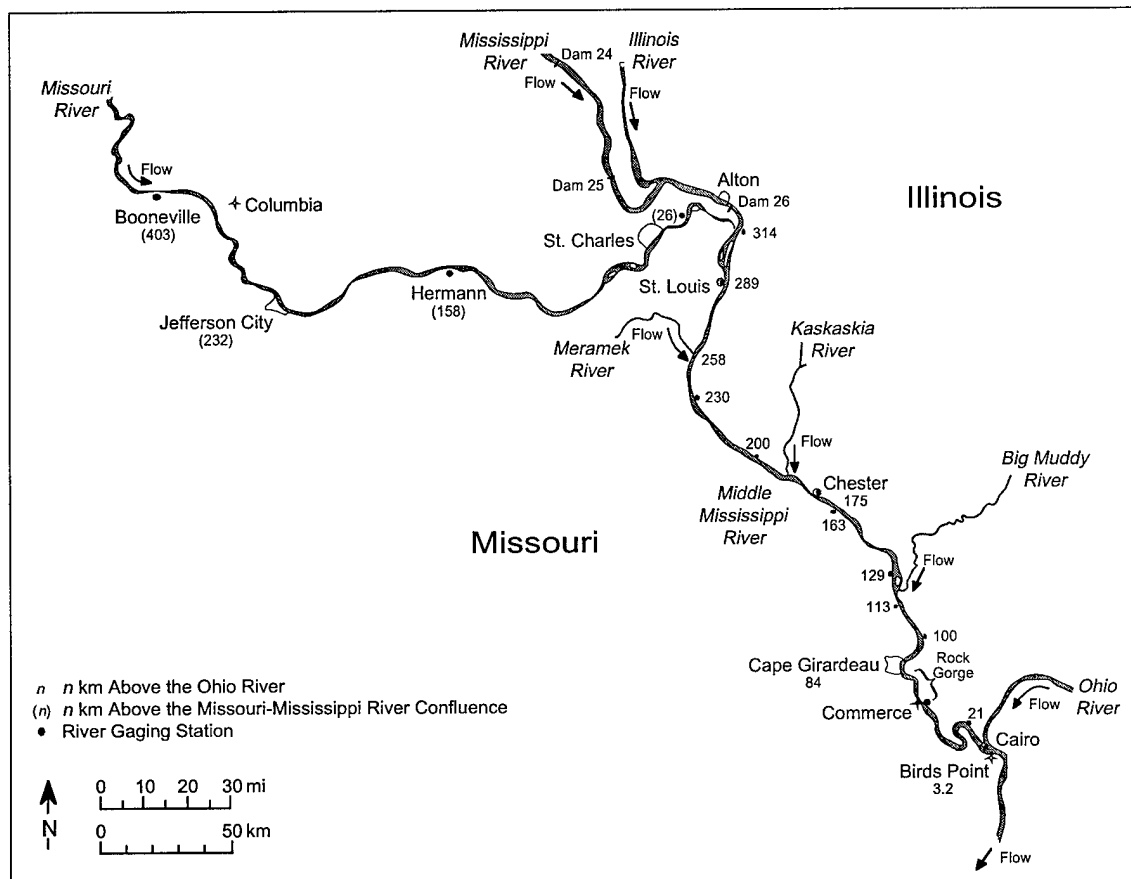 Mississippi
River
Dam 24
Flow
Illinois
River
Flow
Missouri
River
Flow
Booneville
(403)
Columbia
Dam 25
Alton
Dam 26
Illinois
(26)
314
St. Charles
St. Louis
289
Hermann
(158)
Jefferson City
(232)
Meramek
River
Flow
258
Kaskaskia
River
230
200
Flow
Big Muddy
River
Chester
175
Middle
Mississippi
River
163
Missouri
129
Flow
113
100
Cape Girardeau
84
Rock
Gorge
Ohio
River
Flow
Commerce
21
Cairo
Birds Point
3.2
Flow
n n km Above the Ohio River
(n) n km Above the Missouri-Mississippi River Confluence
River Gaging Station
N
0 10 20 30 mi
0 50 km